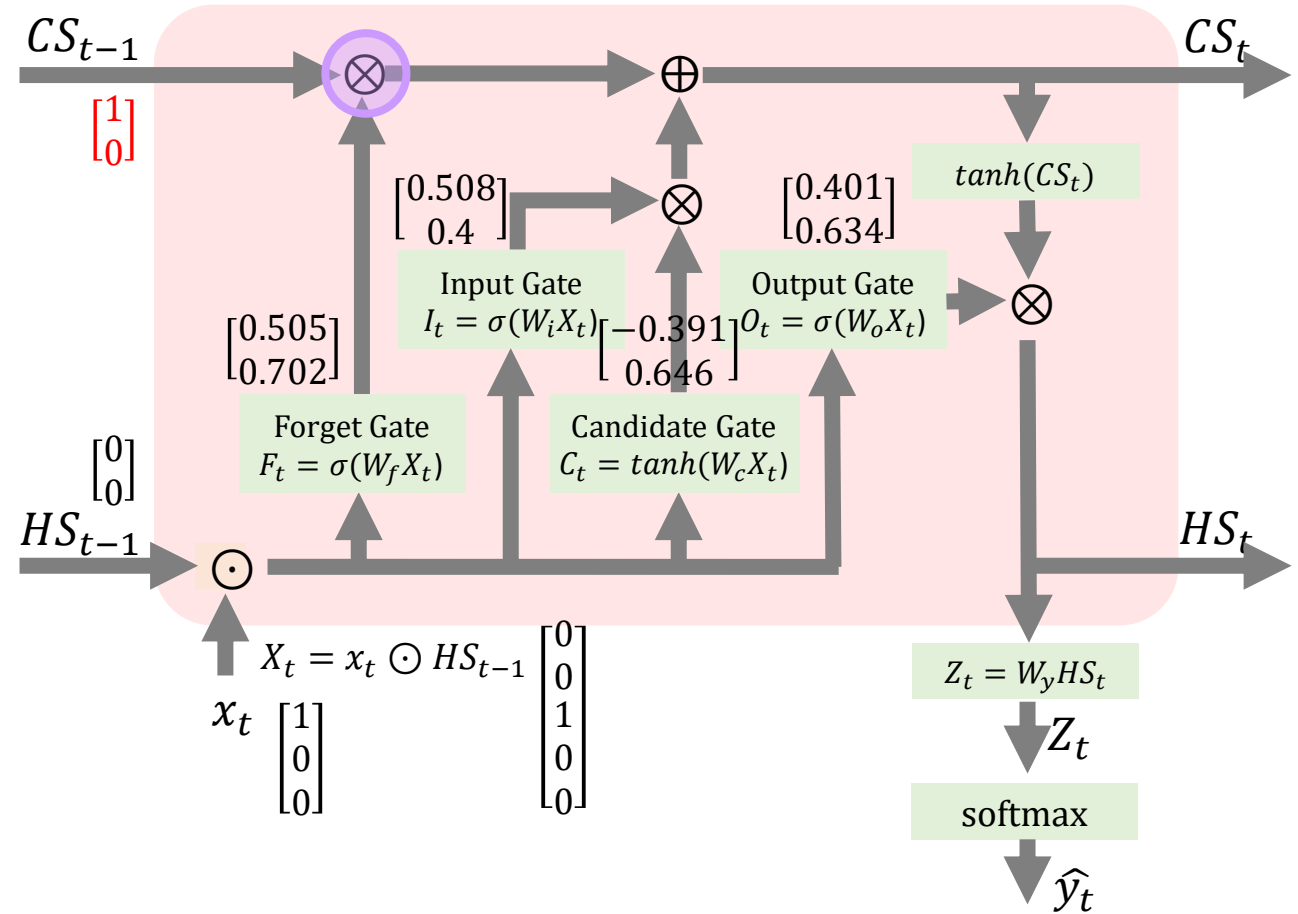 CS_{t−1}
CS_t
⊗
⊕
[1
0]
tanh(CS_t)
[0.508
0.4]
⊗
[0.401
0.634]
Input Gate
I_t = σ(W_i X_t)
Output Gate
O_t = σ(W_o X_t)
⊗
[0.505
0.702]
[−0.391
0.646]
Forget Gate
F_t = σ(W_f X_t)
Candidate Gate
C_t = tanh(W_c X_t)
[0
0]
HS_{t−1}
HS_t
⊙
X_t = x_t ⊙ HS_{t−1}
[0
0
1
0
0]
x_t
[1
0
0]
Z_t = W_y HS_t
Z_t
softmax
ŷ_t